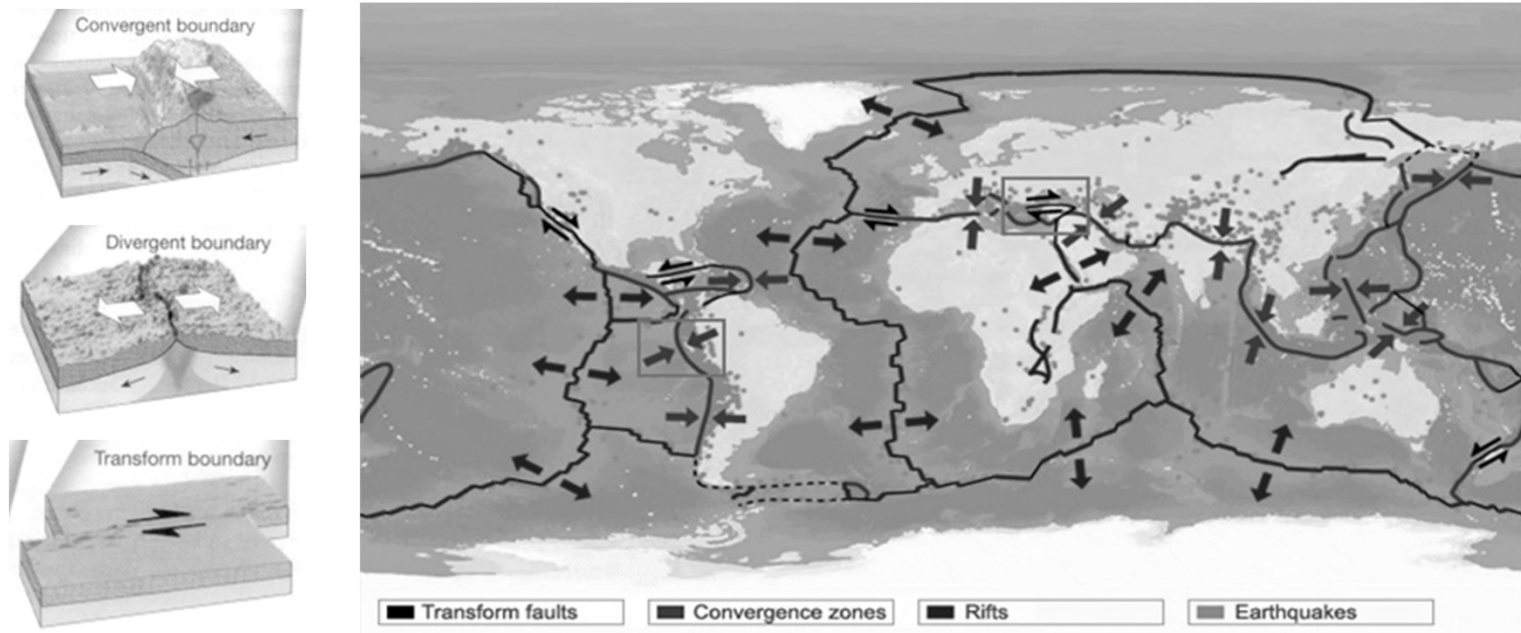 Convergent boundary
Divergent boundary
Transform boundary
Transform faults
Convergence zones
Rifts
Earthquakes